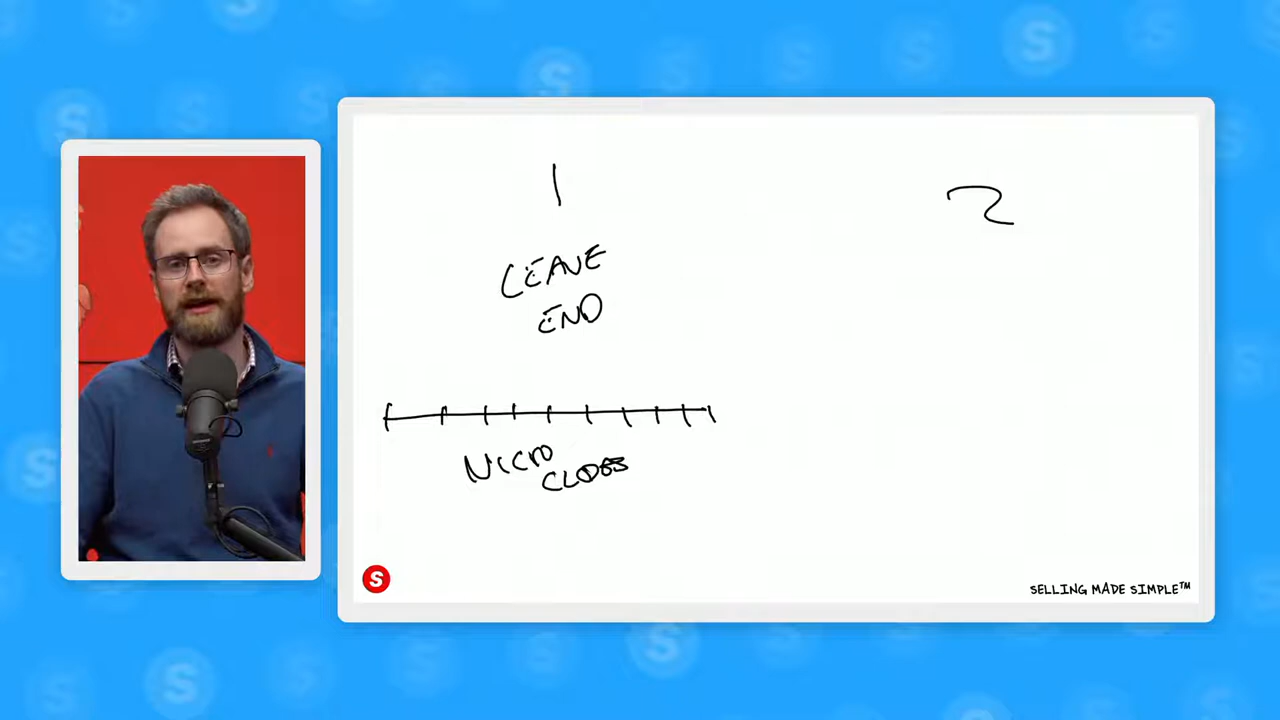 1
2
LEAVE
END
MICRO
CLOSES
S
SELLING MADE SIMPLE™